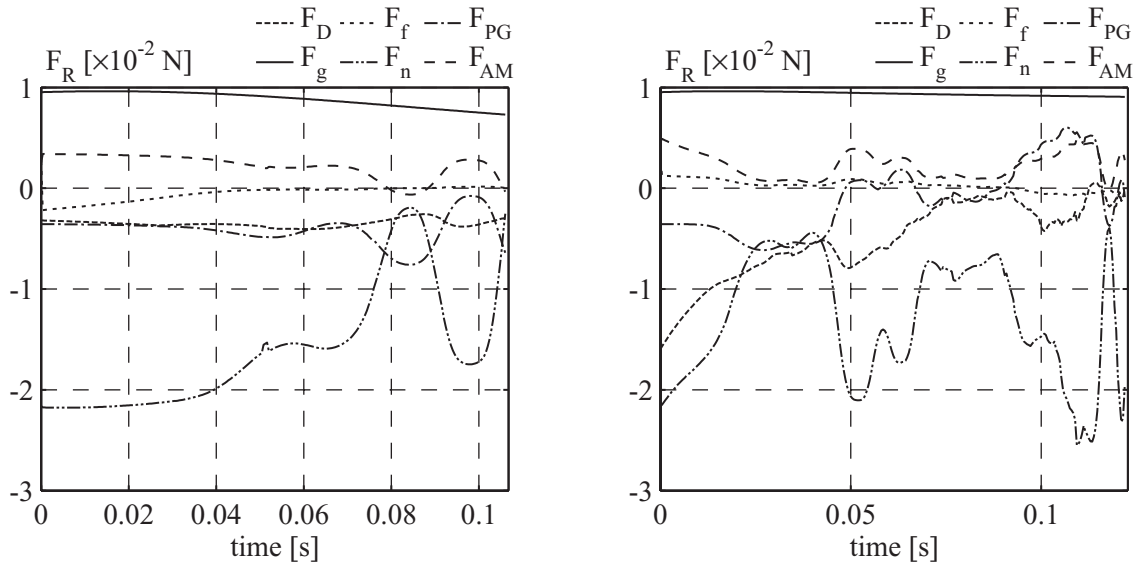 F_D F_f F_PG
F_R [×10^-2 N] F_g F_n F_AM
1
0
-1
-2
-3
0 0.02 0.04 0.06 0.08 0.1
time [s]
F_D F_f F_PG
F_R [×10^-2 N] F_g F_n F_AM
1
0
-1
-2
-3
0 0.05 0.1
time [s]